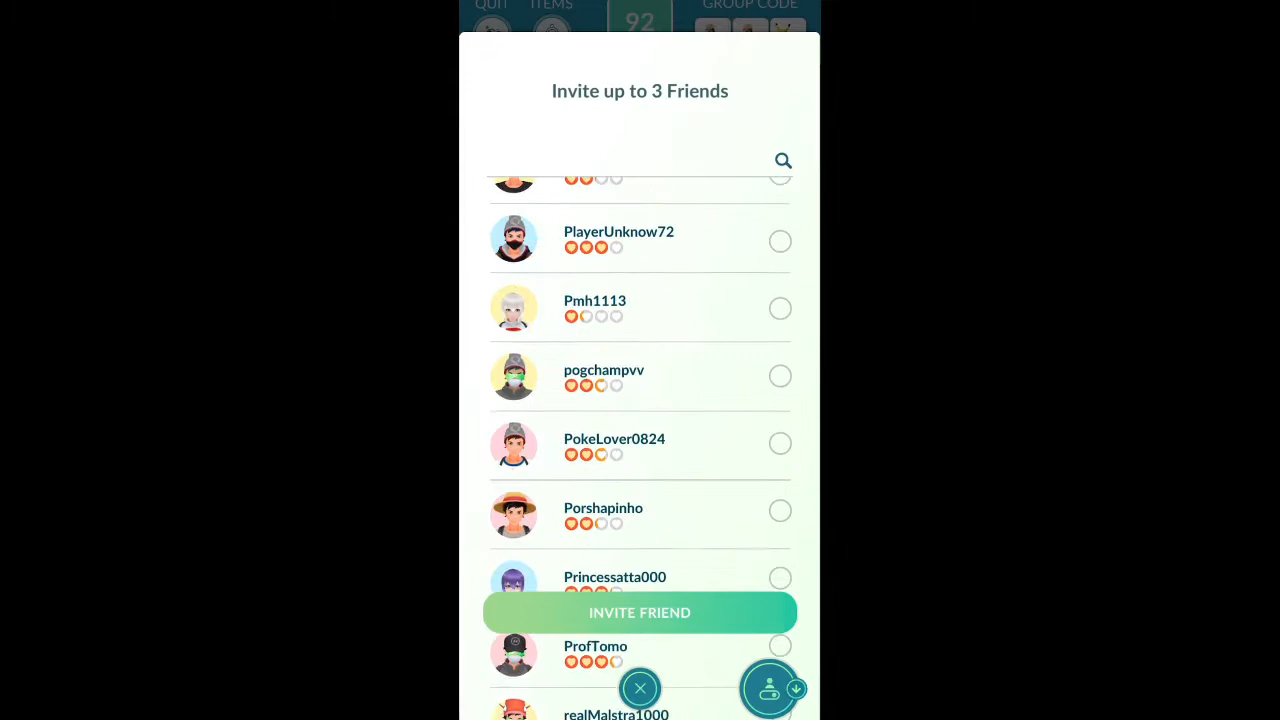 QUIT ITEMS 92 GROUP CODE
Invite up to 3 Friends
PlayerUnknow72
Pmh1113
pogchampvv
PokeLover0824
Porshapinho
Princessatta000
INVITE FRIEND
ProfTomo
realMalstra1000